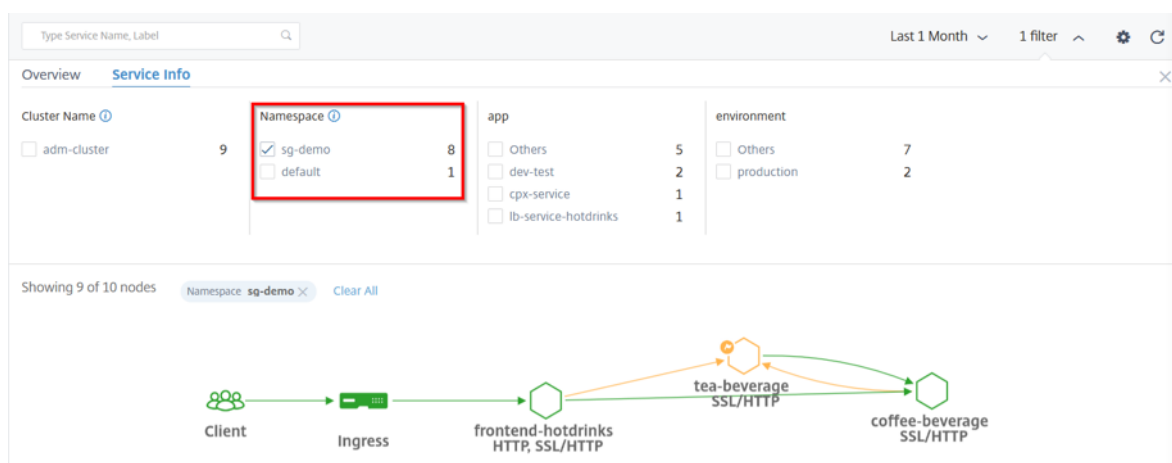 Type Service Name, Label
Last 1 Month
1 filter
Overview
Service Info
Cluster Name
adm-cluster 9
Namespace
sg-demo 8
default 1
app
Others 5
dev-test 2
cpx-service 1
lb-service-hotdrinks 1
environment
Others 7
production 2
Showing 9 of 10 nodes
Namespace sg-demo
Clear All
Client
Ingress
frontend-hotdrinks
HTTP, SSL/HTTP
tea-beverage
SSL/HTTP
coffee-beverage
SSL/HTTP